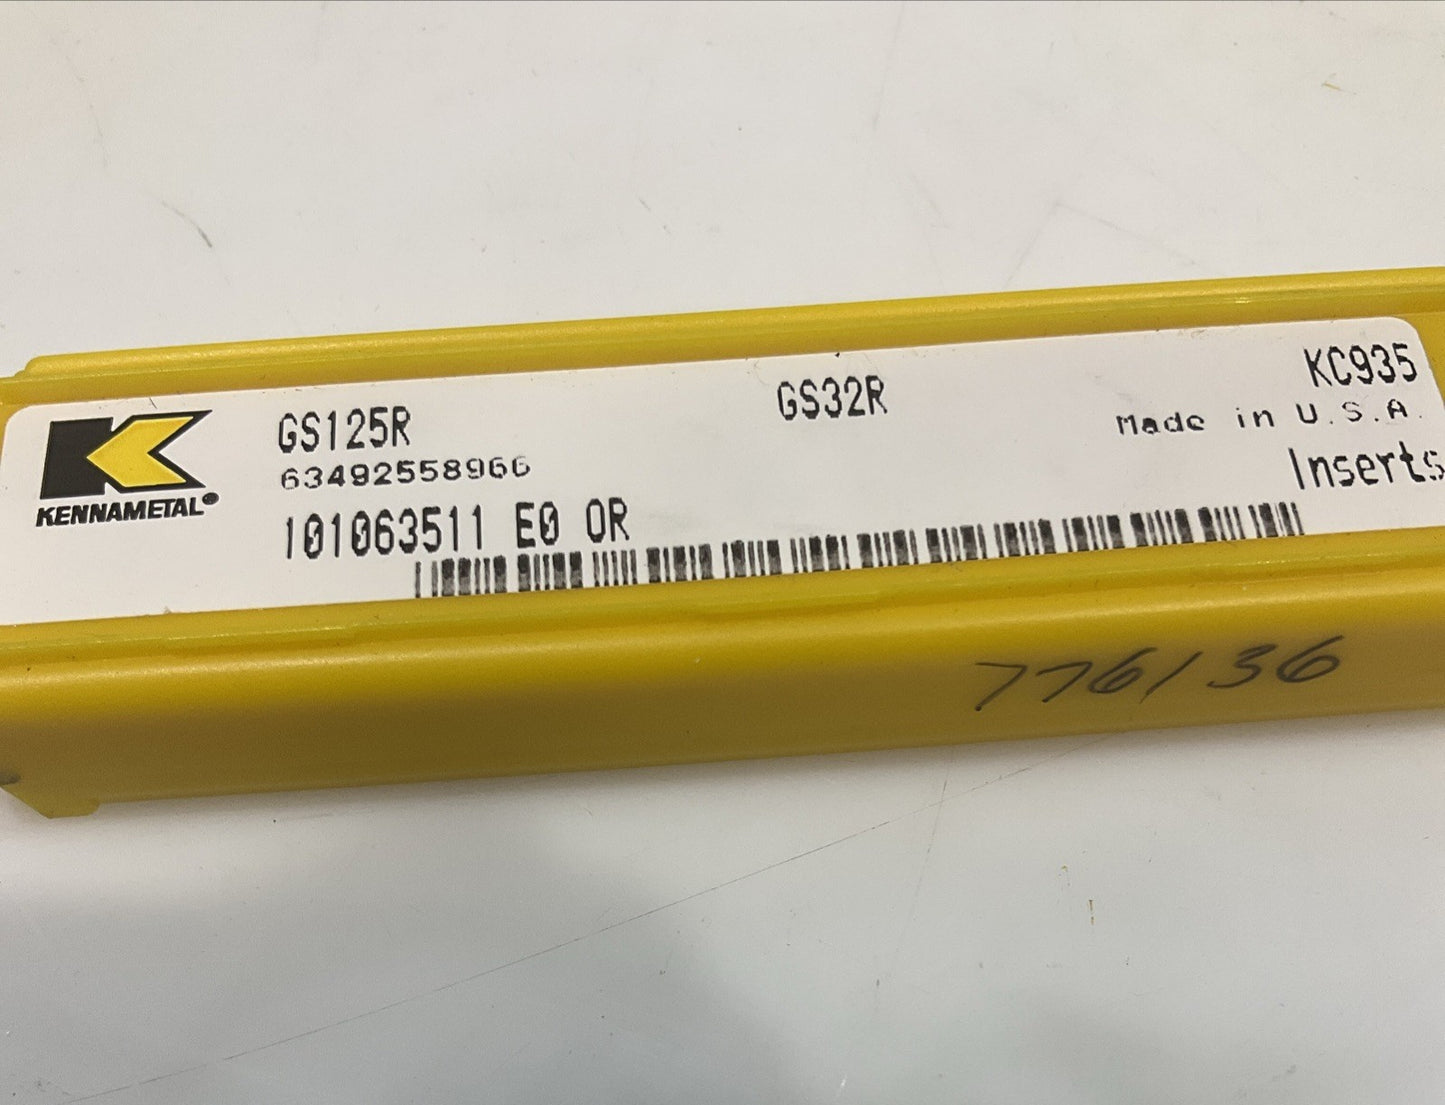 KENNAMETAL®
GS125R
63492558966
101063511 E0 OR
GS32R
KC935
Made in U.S.A.
Inserts
776136